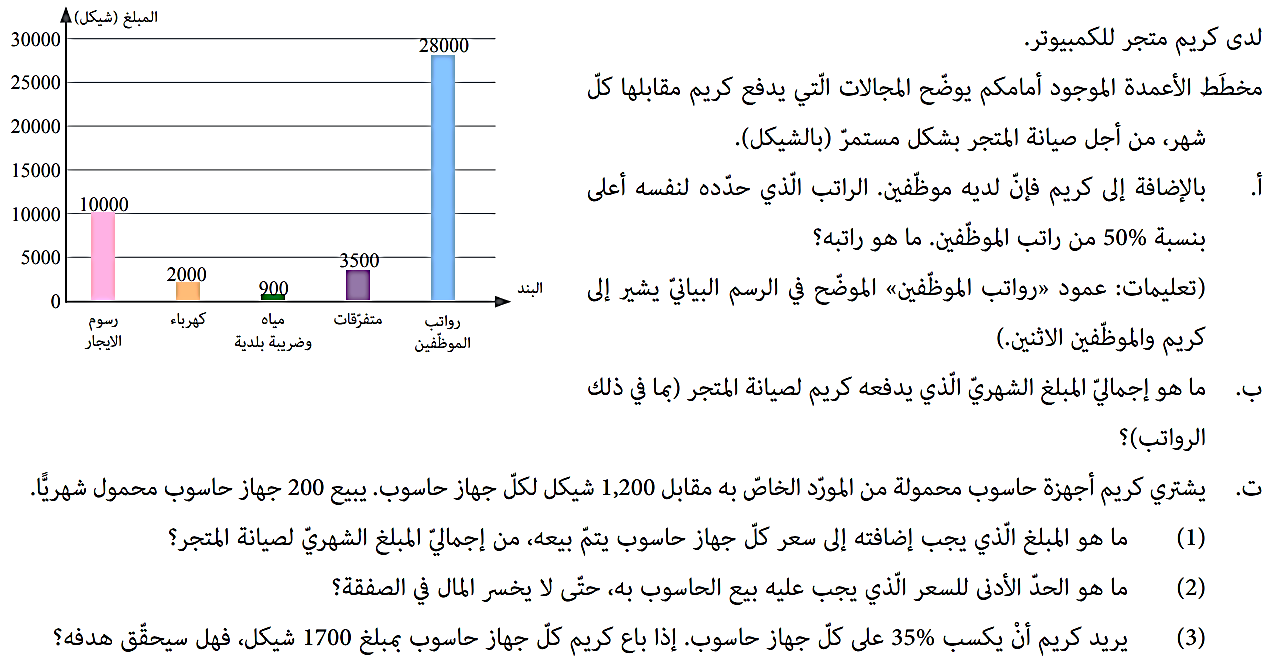 لدى كريم متجر للكمبيوتر.
مخطَط الأعمدة الموجود أمامكم يوضّح المجالات الّتي يدفع كريم مقابلها كلّ
شهر، من أجل صيانة المتجر بشكل مستمرّ (بالشيكل).
أ. بالإضافة إلى كريم فإنّ لديه موظّفين. الراتب الّذي حدّده لنفسه أعلى
بنسبة 50% من راتب الموظّفين. ما هو راتبه؟
(تعليمات: عمود «رواتب الموظّفين» الموضّح في الرسم البيانيّ يشير إلى
كريم والموظّفين الاثنين.)
ب. ما هو إجماليّ المبلغ الشهريّ الّذي يدفعه كريم لصيانة المتجر (بما في ذلك
الرواتب)؟
المبلغ (شيكل)
30000
25000
20000
15000
10000
5000
0
10000
2000
900
3500
28000
البند
رسوم
الايجار
كهرباء
مياه
وضريبة بلدية
متفرّقات
رواتب
الموظّفين
ت. يشتري كريم أجهزة حاسوب محمولة من المورّد الخاصّ به مقابل 1,200 شيكل لكلّ جهاز حاسوب. يبيع 200 جهاز حاسوب محمول شهريًّا.
(1) ما هو المبلغ الّذي يجب إضافته إلى سعر كلّ جهاز حاسوب يتمّ بيعه، من إجماليّ المبلغ الشهريّ لصيانة المتجر؟
(2) ما هو الحدّ الأدنى للسعر الّذي يجب عليه بيع الحاسوب به، حتّى لا يخسر المال في الصفقة؟
(3) يريد كريم أنْ يكسب 35% على كلّ جهاز حاسوب. إذا باع كريم كلّ جهاز حاسوب بمبلغ 1700 شيكل، فهل سيحقّق هدفه؟